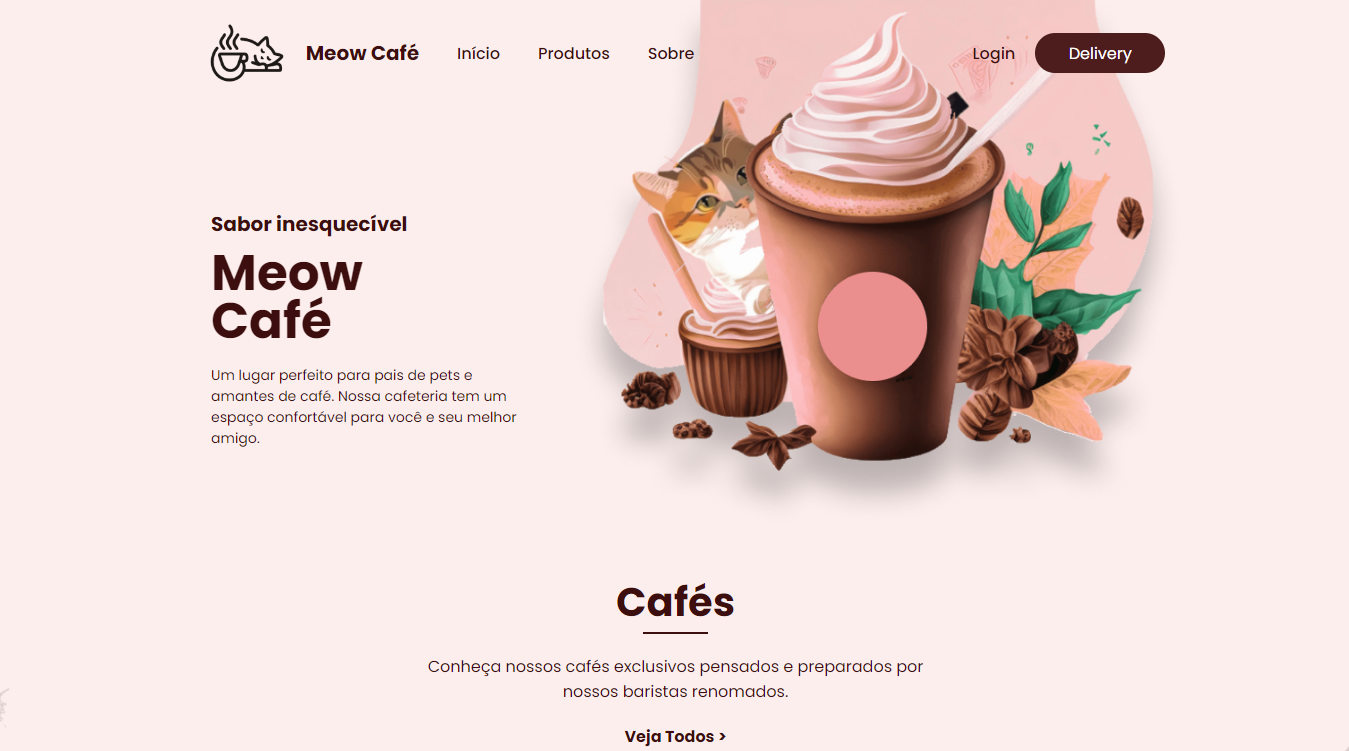 Meow Café
Início
Produtos
Sobre
Login
Delivery
Sabor inesquecível
Meow
Café
Um lugar perfeito para pais de pets e
amantes de café. Nossa cafeteria tem um
espaço confortável para você e seu melhor
amigo.
Cafés
Conheça nossos cafés exclusivos pensados e preparados por
nossos baristas renomados.
Veja Todos >